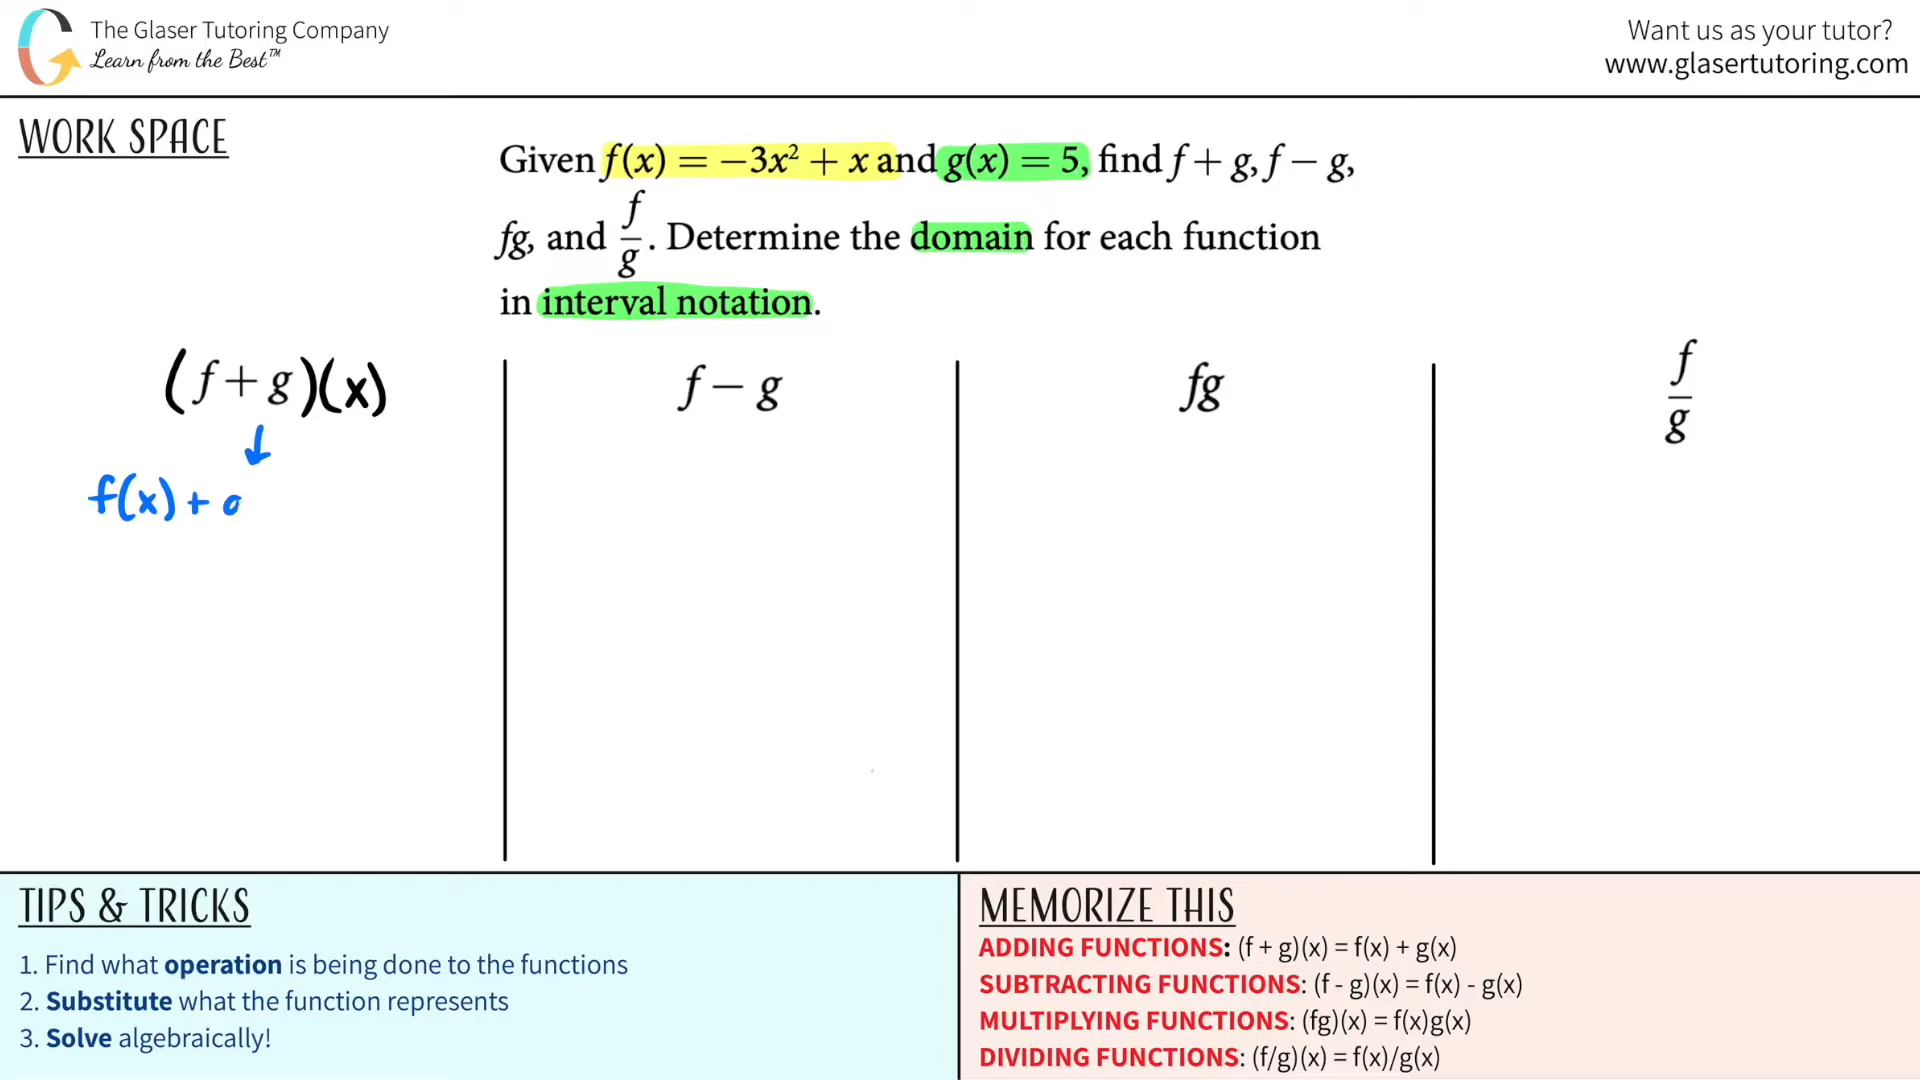 The Glaser Tutoring Company
Learn from the Best™
Want us as your tutor?
www.glasertutoring.com
WORK SPACE
Given f(x) = −3x² + x and g(x) = 5, find f + g, f − g,
fg, and f/g. Determine the domain for each function
in interval notation.
(f + g)(x)
f − g
fg
f/g
↓
f(x) +
TIPS & TRICKS
1. Find what operation is being done to the functions
2. Substitute what the function represents
3. Solve algebraically!
MEMORIZE THIS
ADDING FUNCTIONS: (f + g)(x) = f(x) + g(x)
SUBTRACTING FUNCTIONS: (f - g)(x) = f(x) - g(x)
MULTIPLYING FUNCTIONS: (fg)(x) = f(x)g(x)
DIVIDING FUNCTIONS: (f/g)(x) = f(x)/g(x)